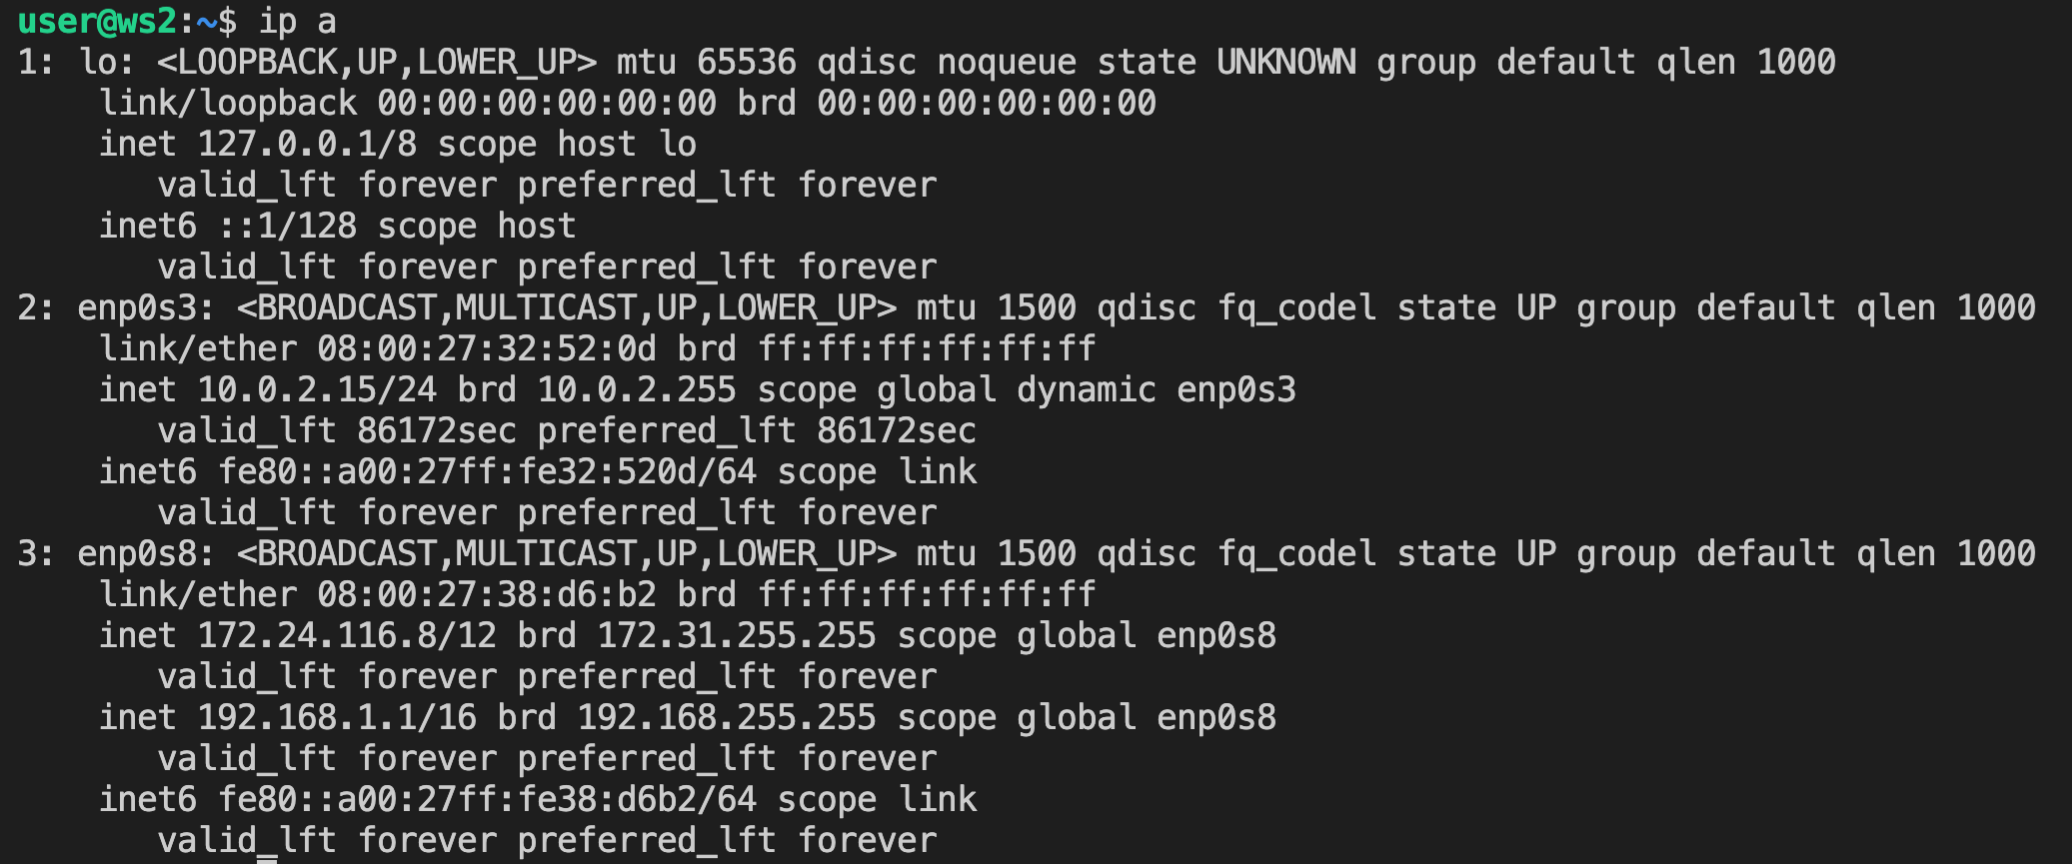 user@ws2:~$ ip a
1: lo: <LOOPBACK,UP,LOWER_UP> mtu 65536 qdisc noqueue state UNKNOWN group default qlen 1000
    link/loopback 00:00:00:00:00:00 brd 00:00:00:00:00:00
    inet 127.0.0.1/8 scope host lo
       valid_lft forever preferred_lft forever
    inet6 ::1/128 scope host
       valid_lft forever preferred_lft forever
2: enp0s3: <BROADCAST,MULTICAST,UP,LOWER_UP> mtu 1500 qdisc fq_codel state UP group default qlen 1000
    link/ether 08:00:27:32:52:0d brd ff:ff:ff:ff:ff:ff
    inet 10.0.2.15/24 brd 10.0.2.255 scope global dynamic enp0s3
       valid_lft 86172sec preferred_lft 86172sec
    inet6 fe80::a00:27ff:fe32:520d/64 scope link
       valid_lft forever preferred_lft forever
3: enp0s8: <BROADCAST,MULTICAST,UP,LOWER_UP> mtu 1500 qdisc fq_codel state UP group default qlen 1000
    link/ether 08:00:27:38:d6:b2 brd ff:ff:ff:ff:ff:ff
    inet 172.24.116.8/12 brd 172.31.255.255 scope global enp0s8
       valid_lft forever preferred_lft forever
    inet 192.168.1.1/16 brd 192.168.255.255 scope global enp0s8
       valid_lft forever preferred_lft forever
    inet6 fe80::a00:27ff:fe38:d6b2/64 scope link
       valid_lft forever preferred_lft forever